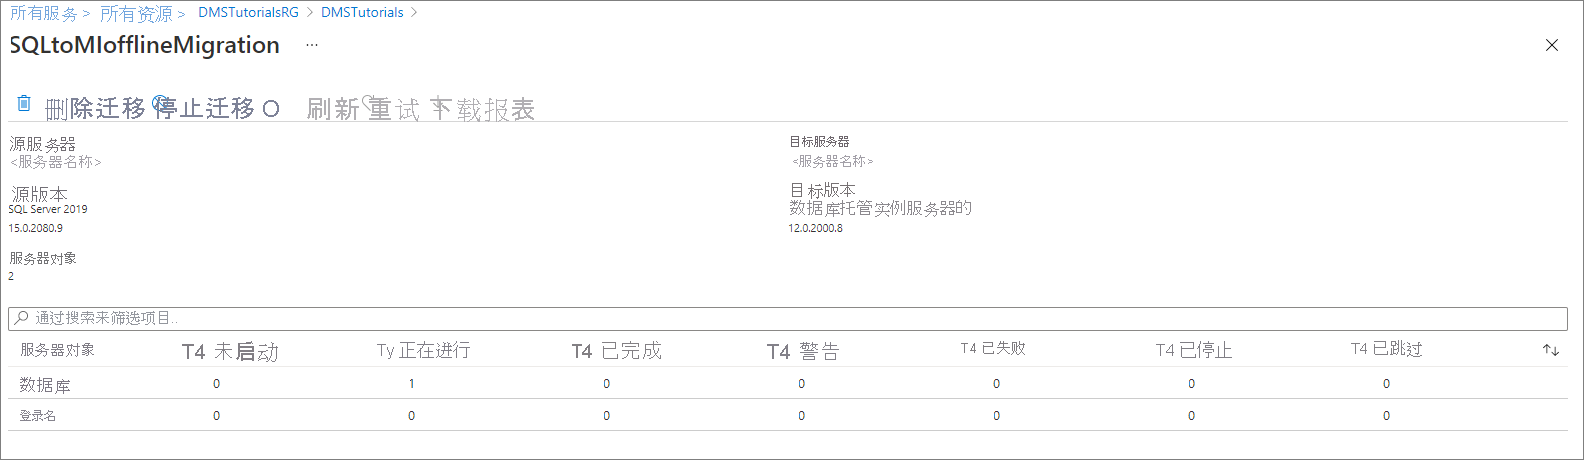 所有服务 > 所有资源 > DMSTutorialsRG > DMSTutorials >
SQLtoMIofflineMigration ...
删除迁移 停止迁移 O 刷新 重试 下载报表
源服务器
<服务器名称>
目标服务器
<服务器名称>
源版本
SQL Server 2019
15.0.2080.9
目标版本
数据库托管实例服务器的
12.0.2000.8
服务器对象
2
通过搜索来筛选项目..
服务器对象 T4 未启动 Ty 正在进行 T4 已完成 T4 警告 T4 已失败 T4 已停止 T4 已跳过
数据库 0 1 0 0 0 0 0
登录名 0 0 0 0 0 0 0